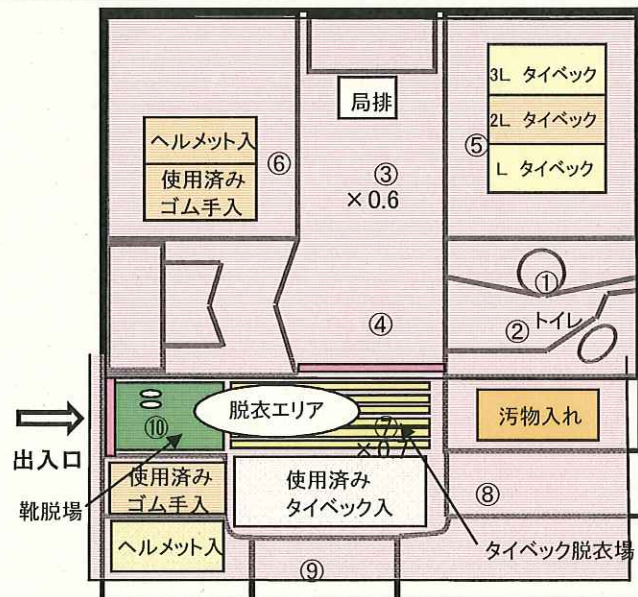 局排
3L タイベック
2L タイベック
L タイベック
⑤
ヘルメット入
使用済み
ゴム手入
⑥
③
×0.6
①
②
トイレ
④
出入口
⑩
脱衣エリア
⑦
×0.7
汚物入れ
靴脱場
使用済み
ゴム手入
使用済み
タイベック入
⑧
ヘルメット入
タイベック脱衣場
⑨